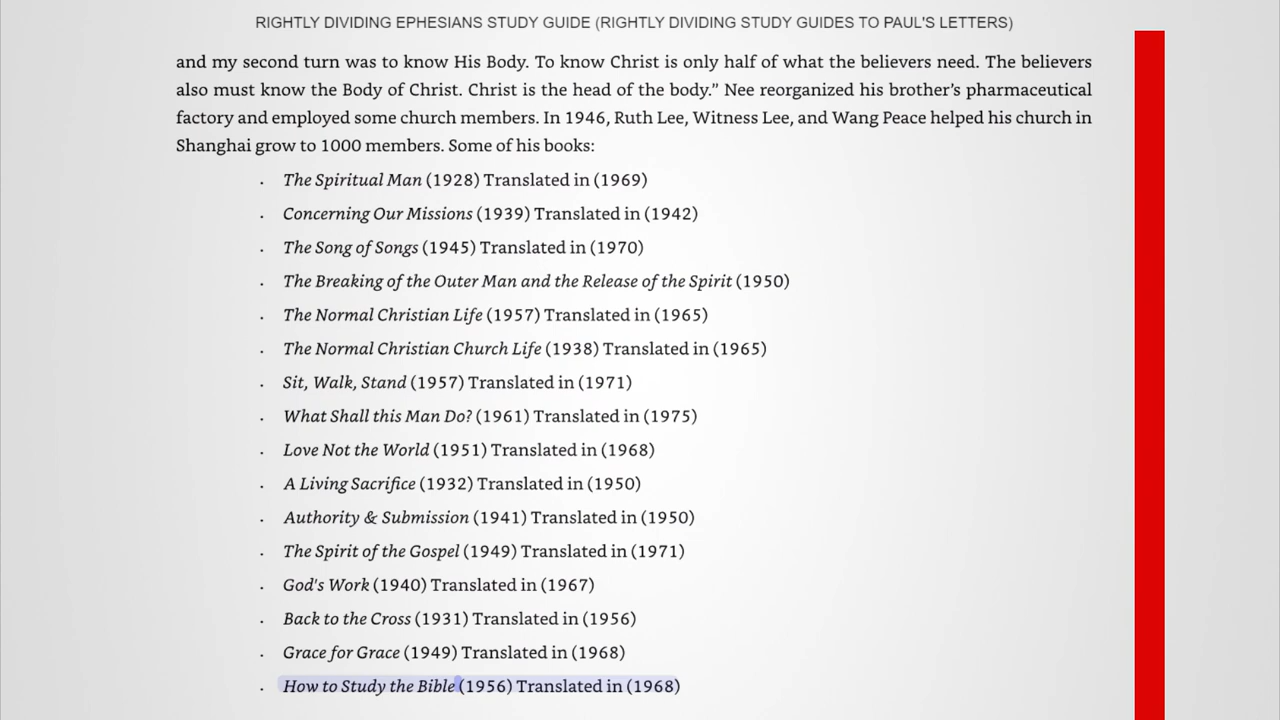 RIGHTLY DIVIDING EPHESIANS STUDY GUIDE (RIGHTLY DIVIDING STUDY GUIDES TO PAUL'S LETTERS)
and my second turn was to know His Body. To know Christ is only half of what the believers need. The believers
also must know the Body of Christ. Christ is the head of the body.” Nee reorganized his brother’s pharmaceutical
factory and employed some church members. In 1946, Ruth Lee, Witness Lee, and Wang Peace helped his church in
Shanghai grow to 1000 members. Some of his books:
• The Spiritual Man (1928) Translated in (1969)
• Concerning Our Missions (1939) Translated in (1942)
• The Song of Songs (1945) Translated in (1970)
• The Breaking of the Outer Man and the Release of the Spirit (1950)
• The Normal Christian Life (1957) Translated in (1965)
• The Normal Christian Church Life (1938) Translated in (1965)
• Sit, Walk, Stand (1957) Translated in (1971)
• What Shall this Man Do? (1961) Translated in (1975)
• Love Not the World (1951) Translated in (1968)
• A Living Sacrifice (1932) Translated in (1950)
• Authority & Submission (1941) Translated in (1950)
• The Spirit of the Gospel (1949) Translated in (1971)
• God's Work (1940) Translated in (1967)
• Back to the Cross (1931) Translated in (1956)
• Grace for Grace (1949) Translated in (1968)
• How to Study the Bible (1956) Translated in (1968)